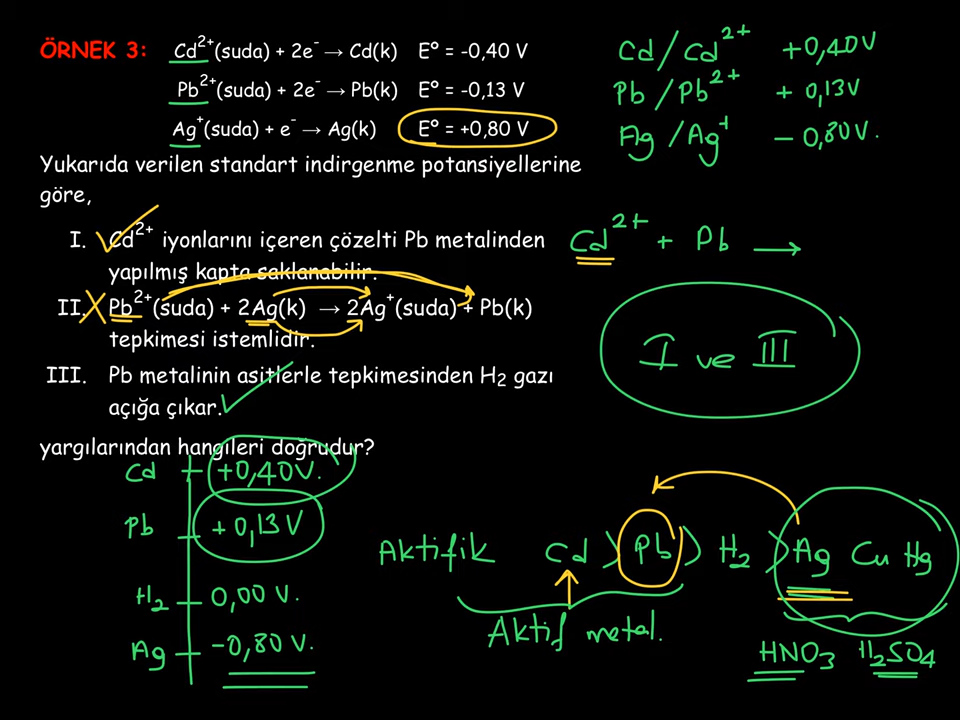 ÖRNEK 3: Cd²⁺(suda) + 2e⁻ → Cd(k) E° = -0,40 V
Pb²⁺(suda) + 2e⁻ → Pb(k) E° = -0,13 V
Ag⁺(suda) + e⁻ → Ag(k) E° = +0,80 V
Cd / Cd²⁺ +0,40V
Pb / Pb²⁺ + 0,13V
Ag / Ag⁺ - 0,80V.
Yukarıda verilen standart indirgenme potansiyellerine
göre,
I. Cd²⁺ iyonlarını içeren çözelti Pb metalinden
yapılmış kapta saklanabilir.
II. Pb²⁺(suda) + 2Ag(k) → 2Ag⁺(suda) + Pb(k)
tepkimesi istemlidir.
III. Pb metalinin asitlerle tepkimesinden H₂ gazı
açığa çıkar.
yargılarından hangileri doğrudur?
Cd²⁺ + Pb →
I ve III
Cd +0,40V.
Pb +0,13V
H₂ 0,00 V.
Ag -0,80 V.
Aktiflik Cd > Pb > H₂ > Ag Cu Hg
Aktif metal.
HNO₃ H₂SO₄